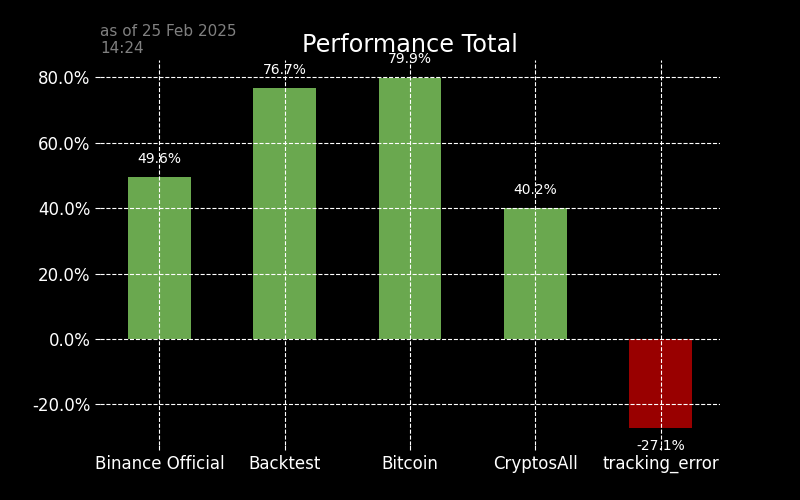 as of 25 Feb 2025
14:24
Performance Total
80.0%
60.0%
40.0%
20.0%
0.0%
-20.0%
49.6%
76.7%
79.9%
40.2%
-27.1%
Binance Official
Backtest
Bitcoin
CryptosAll
tracking_error